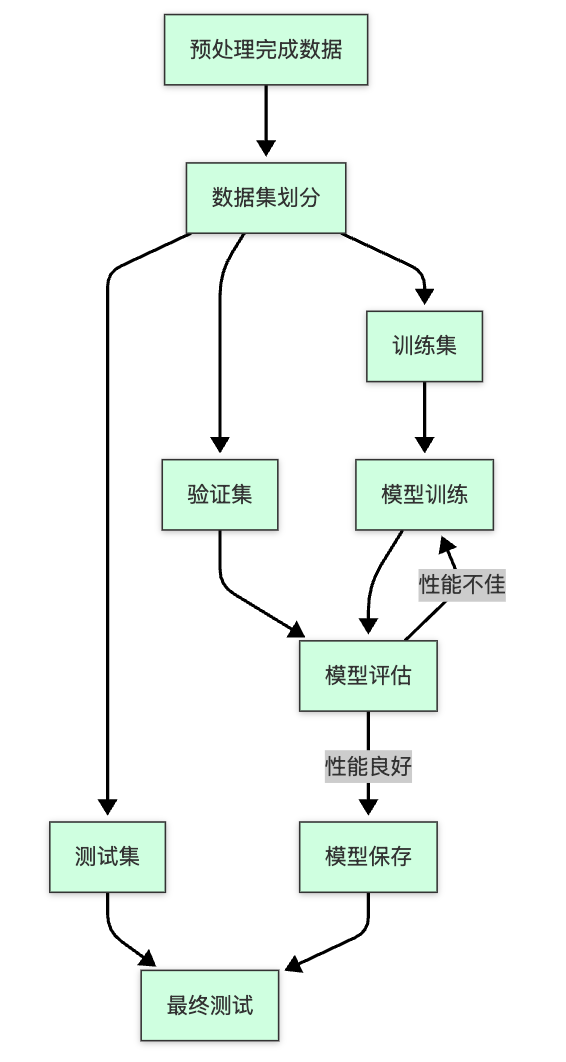 预处理完成数据
数据集划分
训练集
验证集
模型训练
性能不佳
模型评估
性能良好
测试集
模型保存
最终测试